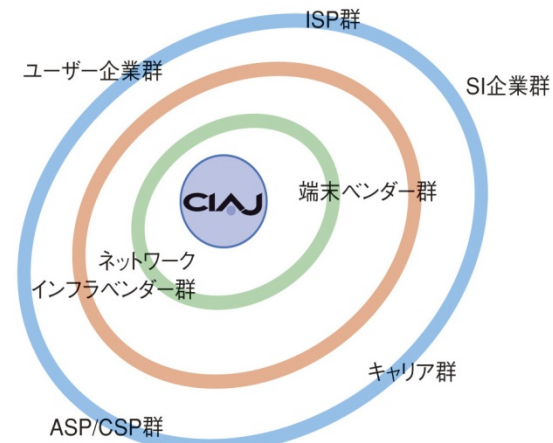 ISP群
ユーザー企業群
SI企業群
CIAJ
端末ベンダー群
ネットワーク
インフラベンダー群
キャリア群
ASP/CSP群